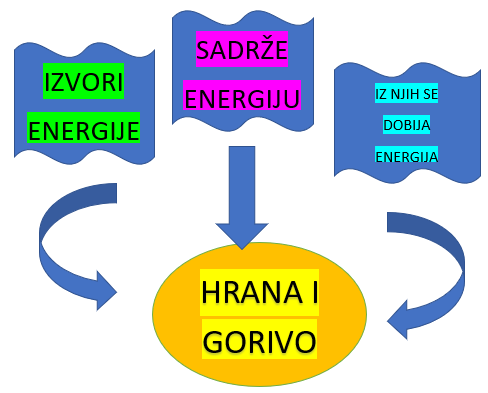 IZVORI
ENERGIJE
SADRŽE
ENERGIJU
IZ NJIH SE
DOBIJA
ENERGIJA
HRANA I
GORIVO